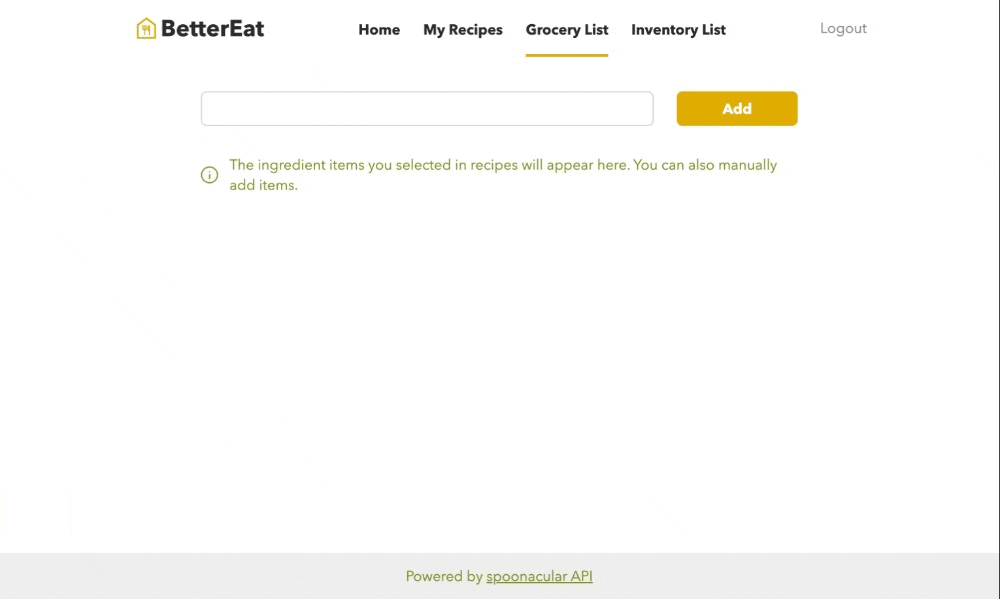 BetterEat
Home
My Recipes
Grocery List
Inventory List
Logout
Add
The ingredient items you selected in recipes will appear here. You can also manually
add items.
Powered by spoonacular API